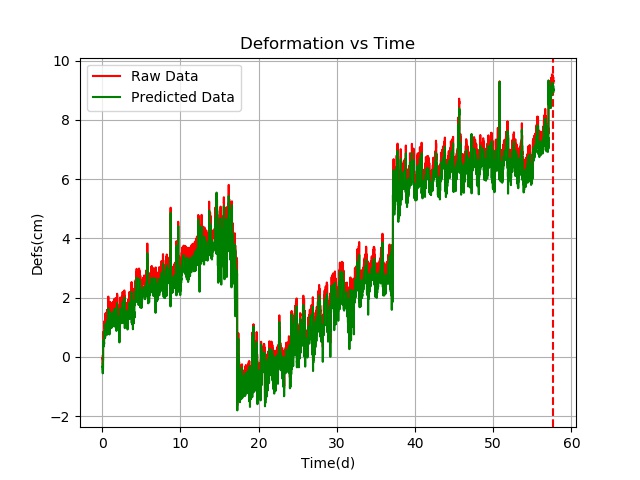 Deformation vs Time
Raw Data
Predicted Data
10
8
6
4
2
0
−2
Defs(cm)
0 10 20 30 40 50 60
Time(d)